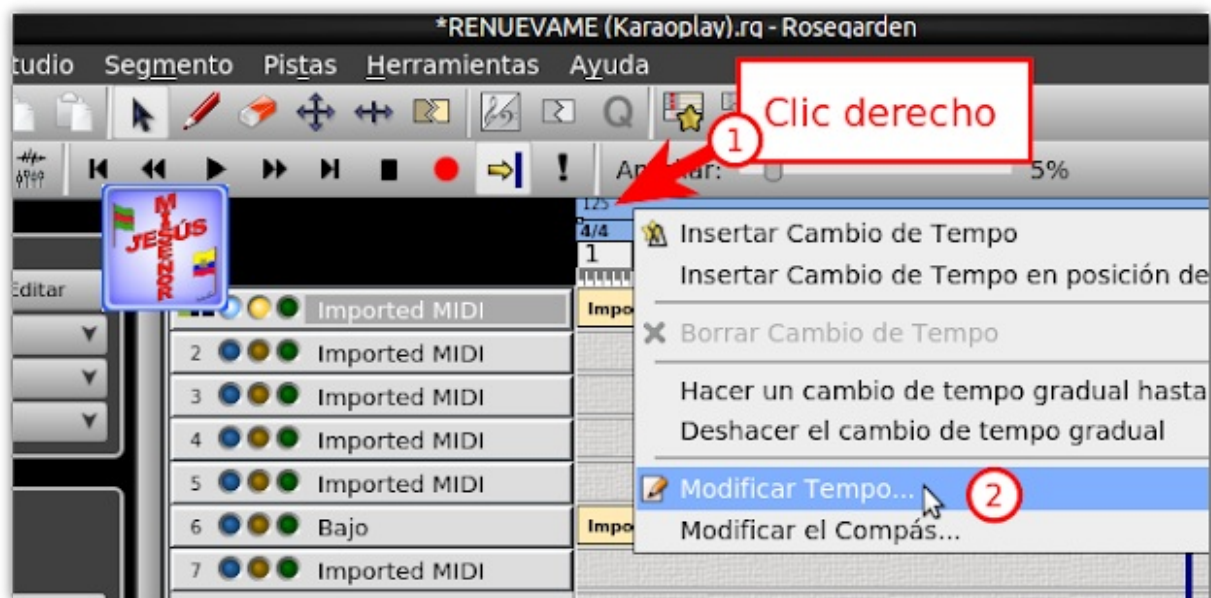 *RENUEVAME (Karaoplay).rg - Rosegarden
tudio Segmento Pistas Herramientas Ayuda
Clic derecho
1
5%
125
4/4
1
Insertar Cambio de Tempo
Insertar Cambio de Tempo en posición de
Borrar Cambio de Tempo
Hacer un cambio de tempo gradual hasta
Deshacer el cambio de tempo gradual
Modificar Tempo...
2
Modificar el Compás...
JESÚS
MI SEÑOR
Editar
Imported MIDI
Impo
2 Imported MIDI
3 Imported MIDI
4 Imported MIDI
5 Imported MIDI
6 Bajo
Impo
7 Imported MIDI